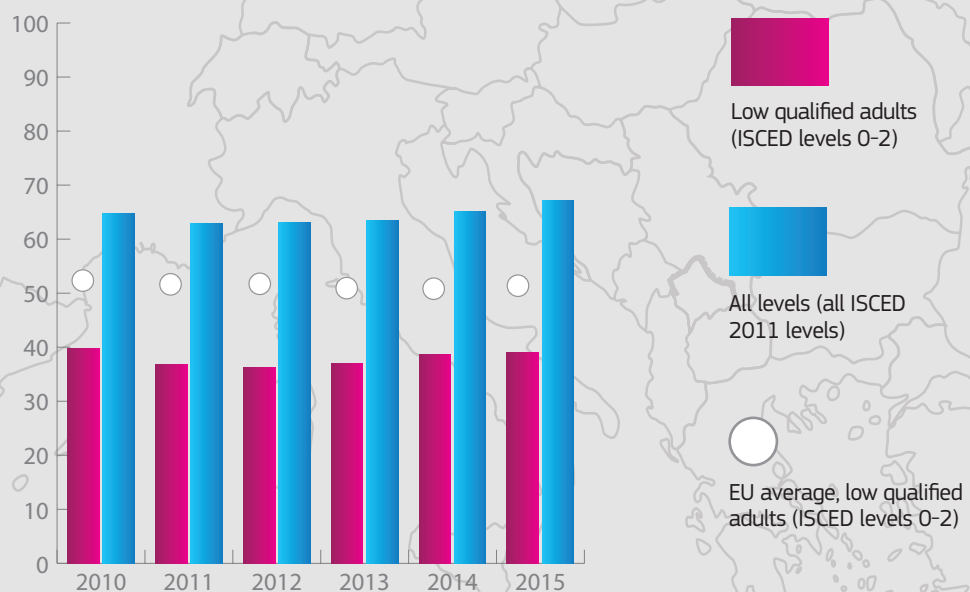 100
90
80
70
60
50
40
30
20
10
0
2010 2011 2012 2013 2014 2015
Low qualified adults
(ISCED levels 0-2)
All levels (all ISCED
2011 levels)
EU average, low qualified
adults (ISCED levels 0-2)